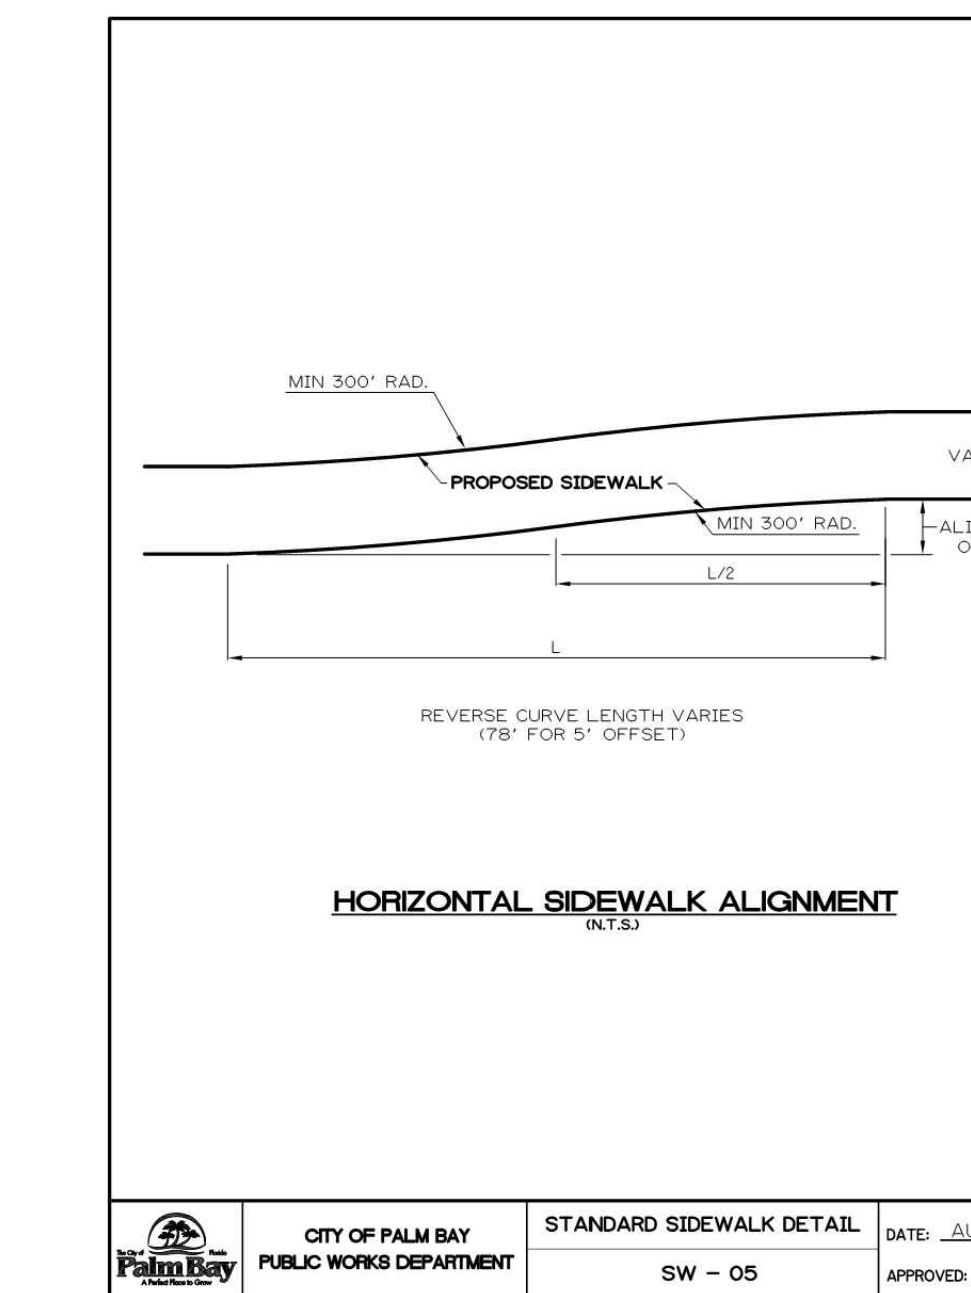 MIN 300' RAD.
PROPOSED SIDEWALK
MIN 300' RAD.
L/2
L
REVERSE CURVE LENGTH VARIES
(78' FOR 5' OFFSET)
HORIZONTAL SIDEWALK ALIGNMENT
(N.T.S.)
The City of Florida
Palm Bay
A Perfect Place to Grow
CITY OF PALM BAY
PUBLIC WORKS DEPARTMENT
STANDARD SIDEWALK DETAIL
SW - 05
DATE:
APPROVED: